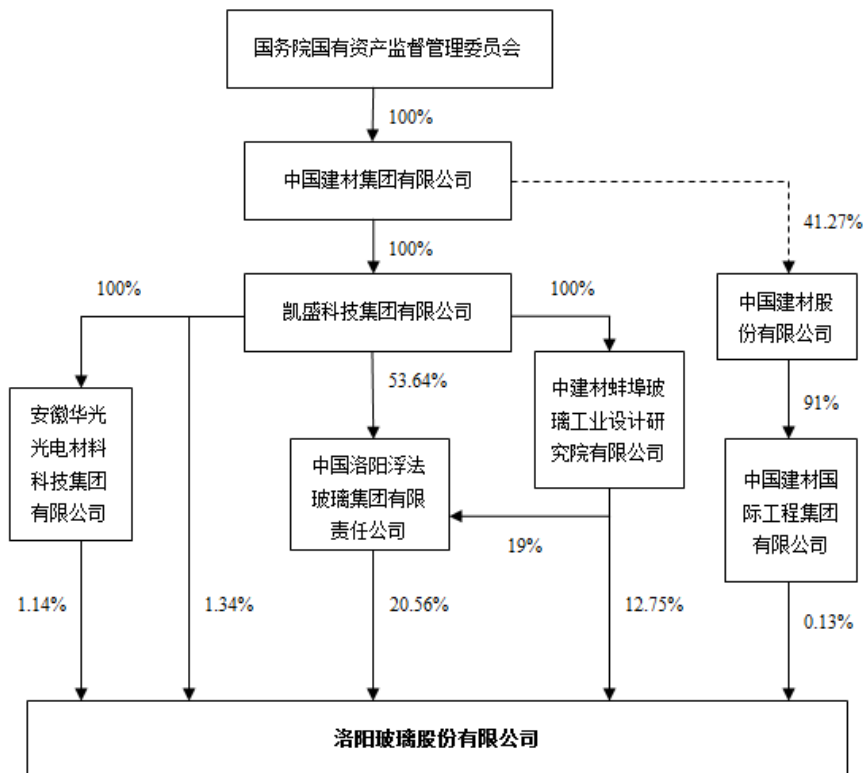 国务院国有资产监督管理委员会
100%
中国建材集团有限公司
41.27%
100%
100%
凯盛科技集团有限公司
100%
中国建材股
份有限公司
53.64%
中建材蚌埠玻
璃工业设计研
究院有限公司
91%
安徽华光
光电材料
科技集团
有限公司
中国洛阳浮法
玻璃集团有限
责任公司
中国建材国
际工程集团
有限公司
19%
1.14%
1.34%
20.56%
12.75%
0.13%
洛阳玻璃股份有限公司